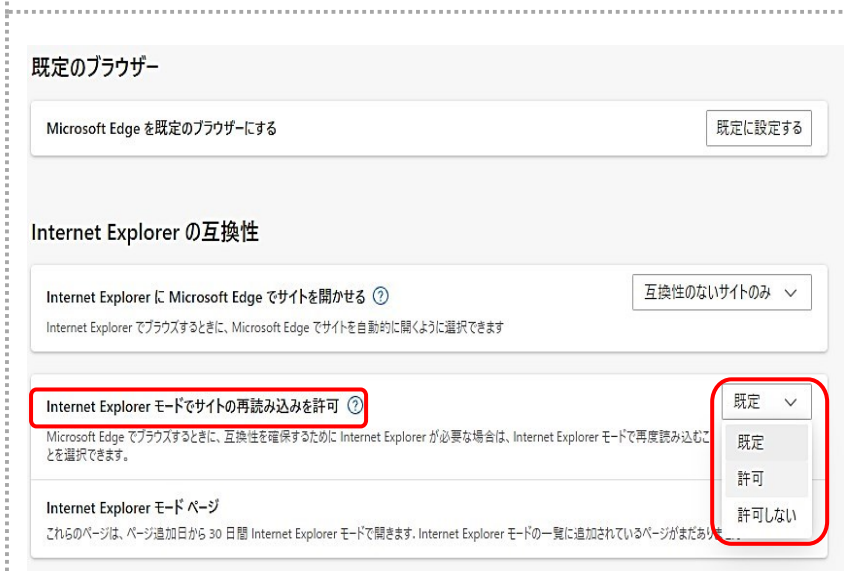 既定のブラウザー
Microsoft Edge を既定のブラウザーにする
既定に設定する
Internet Explorer の互換性
Internet Explorer に Microsoft Edge でサイトを開かせる ?
互換性のないサイトのみ
Internet Explorer でブラウズするときに、Microsoft Edge でサイトを自動的に開くように選択できます
Internet Explorer モードでサイトの再読み込みを許可 ?
既定
Microsoft Edge でブラウズするときに、互換性を確保するために Internet Explorer が必要な場合は、Internet Explorer モードで再度読み込むこ
とを選択できます。
既定
許可
許可しない
Internet Explorer モード ページ
これらのページは、ページ追加日から 30 日間 Internet Explorer モードで開きます. Internet Explorer モードの一覧に追加されているページがまだあり